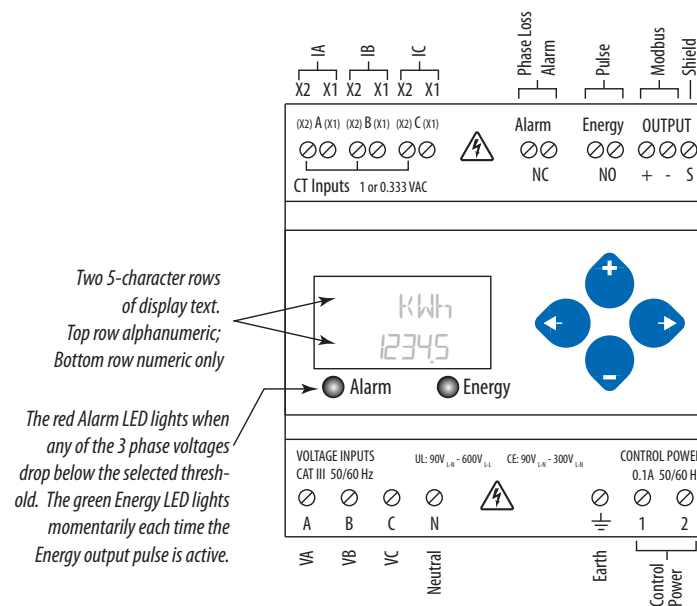 IA IB IC Phase Loss Alarm Pulse Modbus Shield
X2 X1 X2 X1 X2 X1
(X2) A (X1) (X2) B (X1) (X2) C (X1) Alarm Energy OUTPUT
CT Inputs 1 or 0.333 VAC NC NO + - S
Two 5-character rows
of display text.
Top row alphanumeric;
Bottom row numeric only
KWh
1234.5
+
-
Alarm Energy
The red Alarm LED lights when
any of the 3 phase voltages
drop below the selected thresh-
old. The green Energy LED lights
momentarily each time the
Energy output pulse is active.
VOLTAGE INPUTS UL: 90V L-N - 600V L-L CE: 90V L-N - 300V L-N CONTROL POWER
CAT III 50/60 Hz 0.1A 50/60 H
A B C N 1 2
VA VB VC Neutral Earth Control Power